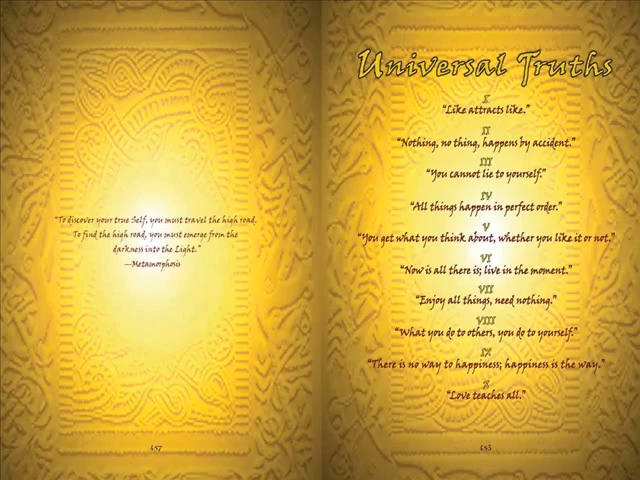 “To discover your true Self, you must travel the high road.
To find the high road, you must emerge from the
darkness into the Light.”
—Metamorphosis
Universal Truths
I
“Like attracts like.”
II
“Nothing, no thing, happens by accident.”
III
“You cannot lie to yourself.”
IV
“All things happen in perfect order.”
V
“You get what you think about, whether you like it or not.”
VI
“Now is all there is; live in the moment.”
VII
“Enjoy all things, need nothing.”
VIII
“What you do to others, you do to yourself.”
IX
“There is no way to happiness; happiness is the way.”
X
“Love teaches all.”